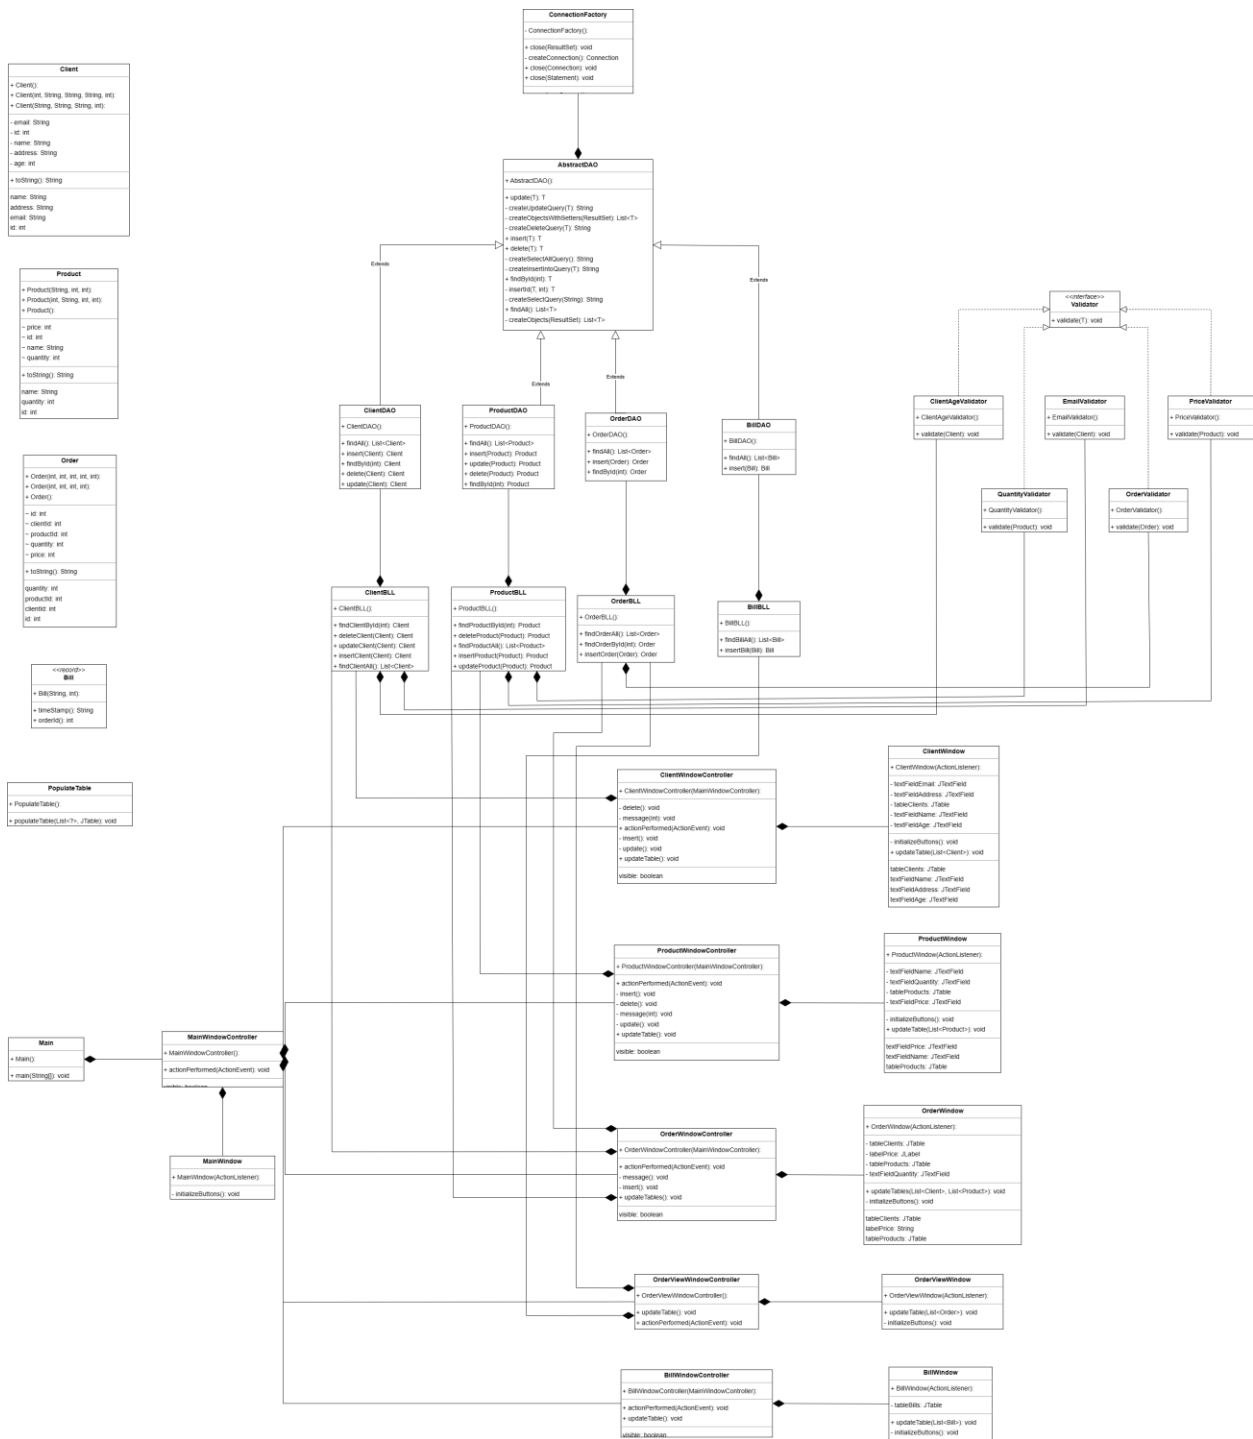 ConnectionFactory
- ConnectionFactory():
+ close(ResultSet): void
- createConnection(): Connection
+ close(Connection): void
+ close(Statement): void
Client
+ Client():
+ Client(int, String, String, String, int):
+ Client(String, String, String, int):
- email: String
- id: int
- name: String
- address: String
- age: int
+ toString(): String
name: String
address: String
email: String
id: int
AbstractDAO
+ AbstractDAO():
+ update(T): T
- createUpdateQuery(T): String
- createObjectsWithSetters(ResultSet): List<T>
- createDeleteQuery(T): String
+ insert(T): T
+ delete(T): T
- createSelectAllQuery(): String
- createInsertIntoQuery(T): String
+ findById(int): T
- insertId(T, int): T
- createSelectQuery(String): String
+ findAll(): List<T>
- createObjects(ResultSet): List<T>
Extends
Extends
Extends
Extends
Product
+ Product(String, int, int):
+ Product(int, String, int, int):
+ Product():
~ price: int
~ id: int
~ name: String
~ quantity: int
+ toString(): String
name: String
quantity: int
id: int
<<interface>>
Validator
+ validate(T): void
ClientDAO
+ ClientDAO():
+ findAll(): List<Client>
+ insert(Client): Client
+ findById(int): Client
+ delete(Client): Client
+ update(Client): Client
ProductDAO
+ ProductDAO():
+ findAll(): List<Product>
+ insert(Product): Product
+ update(Product): Product
+ delete(Product): Product
+ findById(int): Product
OrderDAO
+ OrderDAO():
+ findAll(): List<Order>
+ insert(Order): Order
+ findById(int): Order
BillDAO
+ BillDAO():
+ findAll(): List<Bill>
+ insert(Bill): Bill
ClientAgeValidator
+ ClientAgeValidator():
+ validate(Client): void
EmailValidator
+ EmailValidator():
+ validate(Client): void
PriceValidator
+ PriceValidator():
+ validate(Product): void
QuantityValidator
+ QuantityValidator():
+ validate(Product): void
OrderValidator
+ OrderValidator():
+ validate(Order): void
Order
+ Order(int, int, int, int, int):
+ Order(int, int, int, int):
+ Order():
~ id: int
~ clientId: int
~ productId: int
~ quantity: int
~ price: int
+ toString(): String
quantity: int
productId: int
clientId: int
id: int
ClientBLL
+ ClientBLL():
+ findClientById(int): Client
+ deleteClient(Client): Client
+ updateClient(Client): Client
+ insertClient(Client): Client
+ findClientAll(): List<Client>
ProductBLL
+ ProductBLL():
+ findProductById(int): Product
+ deleteProduct(Product): Product
+ findProductAll(): List<Product>
+ insertProduct(Product): Product
+ updateProduct(Product): Product
OrderBLL
+ OrderBLL():
+ findOrderAll(): List<Order>
+ findOrderById(int): Order
+ insertOrder(Order): Order
BillBLL
+ BillBLL():
+ findBillAll(): List<Bill>
+ insertBill(Bill): Bill
<<record>>
Bill
+ Bill(String, int):
+ timeStamp(): String
+ orderId(): int
PopulateTable
+ PopulateTable():
+ populateTable(List<?>, JTable): void
ClientWindowController
+ ClientWindowController(MainWindowController):
- delete(): void
- message(int): void
+ actionPerformed(ActionEvent): void
- insert(): void
- update(): void
+ updateTable(): void
visible: boolean
ClientWindow
+ ClientWindow(ActionListener):
- textFieldEmail: JTextField
- textFieldAddress: JTextField
- tableClients: JTable
- textFieldName: JTextField
- textFieldAge: JTextField
- initializeButtons(): void
+ updateTable(List<Client>): void
tableClients: JTable
textFieldName: JTextField
textFieldAddress: JTextField
textFieldAge: JTextField
ProductWindowController
+ ProductWindowController(MainWindowController):
+ actionPerformed(ActionEvent): void
- insert(): void
- delete(): void
- message(int): void
- update(): void
+ updateTable(): void
visible: boolean
ProductWindow
+ ProductWindow(ActionListener):
- textFieldName: JTextField
- textFieldQuantity: JTextField
- tableProducts: JTable
- textFieldPrice: JTextField
- initializeButtons(): void
+ updateTable(List<Product>): void
textFieldPrice: JTextField
textFieldName: JTextField
tableProducts: JTable
Main
+ Main():
+ main(String[]): void
MainWindowController
+ MainWindowController():
+ actionPerformed(ActionEvent): void
visible: boolean
MainWindow
+ MainWindow(ActionListener):
- initializeButtons(): void
OrderWindowController
+ OrderWindowController(MainWindowController):
+ actionPerformed(ActionEvent): void
- message(): void
- insert(): void
+ updateTables(): void
visible: boolean
OrderWindow
+ OrderWindow(ActionListener):
- tableClients: JTable
- labelPrice: JLabel
- tableProducts: JTable
- textFieldQuantity: JTextField
+ updateTables(List<Client>, List<Product>): void
- initializeButtons(): void
tableClients: JTable
labelPrice: String
tableProducts: JTable
OrderViewWindowController
+ OrderViewWindowController():
+ updateTable(): void
+ actionPerformed(ActionEvent): void
OrderViewWindow
+ OrderViewWindow(ActionListener):
+ updateTable(List<Order>): void
- initializeButtons(): void
BillWindowController
+ BillWindowController(MainWindowController):
+ actionPerformed(ActionEvent): void
+ updateTable(): void
visible: boolean
BillWindow
+ BillWindow(ActionListener):
- tableBills: JTable
+ updateTable(List<Bill>): void
- initializeButtons(): void